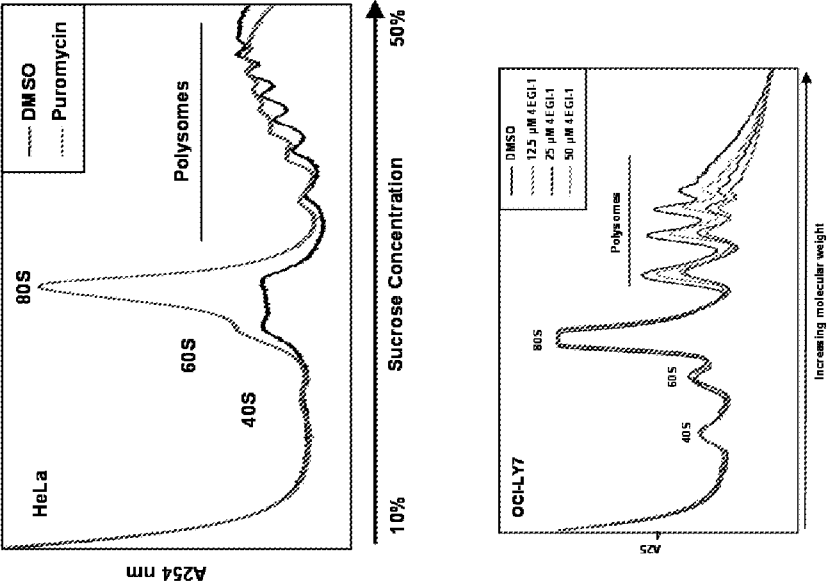 HeLa
DMSO
Puromycin
40S
60S
80S
Polysomes
10%
Sucrose Concentration
50%
A254 nm
OCI-LY7
DMSO
12.5 µM 4EGI-1
25 µM 4EGI-1
50 µM 4EGI-1
40S
60S
80S
Polysomes
Increasing molecular weight
A25